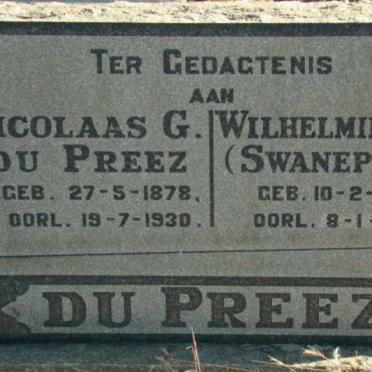 TER GEDAGTENIS
AAN
ICOLAAS G.
DU PREEZ
GEB. 27-5-1878,
OORL. 19-7-1930.
WILHELMI
(SWANEP
GEB. 10-2-
OORL. 8-1-
DU PREEZ